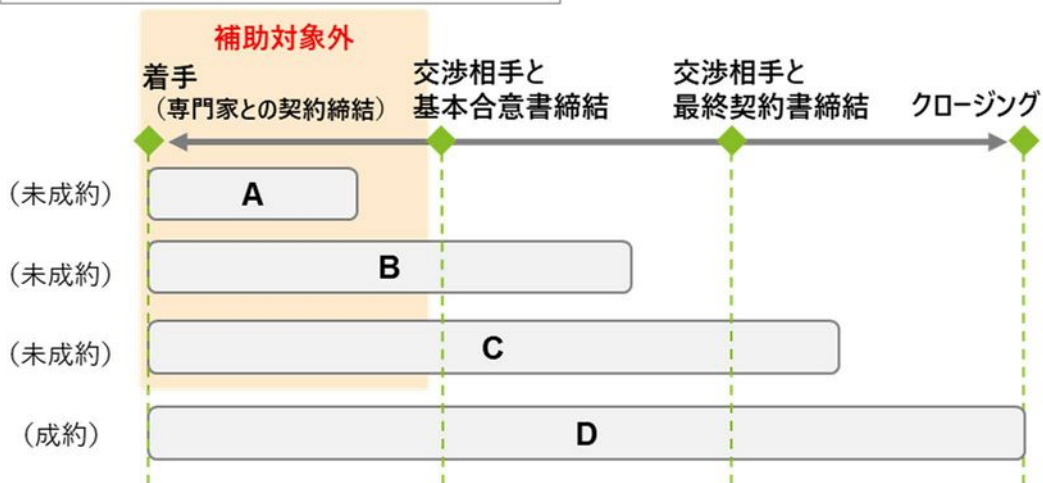 補助対象外
着手
（専門家との契約締結）
交渉相手と
基本合意書締結
交渉相手と
最終契約書締結
クロージング
（未成約）
A
（未成約）
B
（未成約）
C
（成約）
D